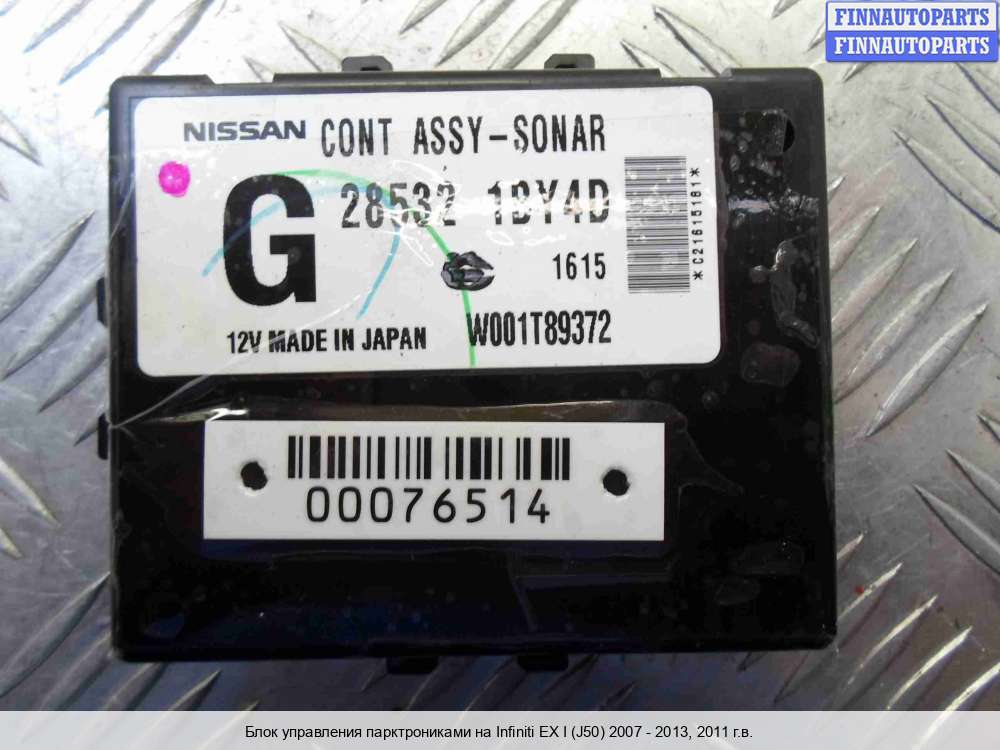 FINNAUTOPARTS
FINNAUTOPARTS
NISSAN CONT ASSY-SONAR
G
28532 1BY4D
1615
*C21615181*
12V MADE IN JAPAN W001T89372
00076514
Блок управления парктрониками на Infiniti EX I (J50) 2007 - 2013, 2011 г.в.